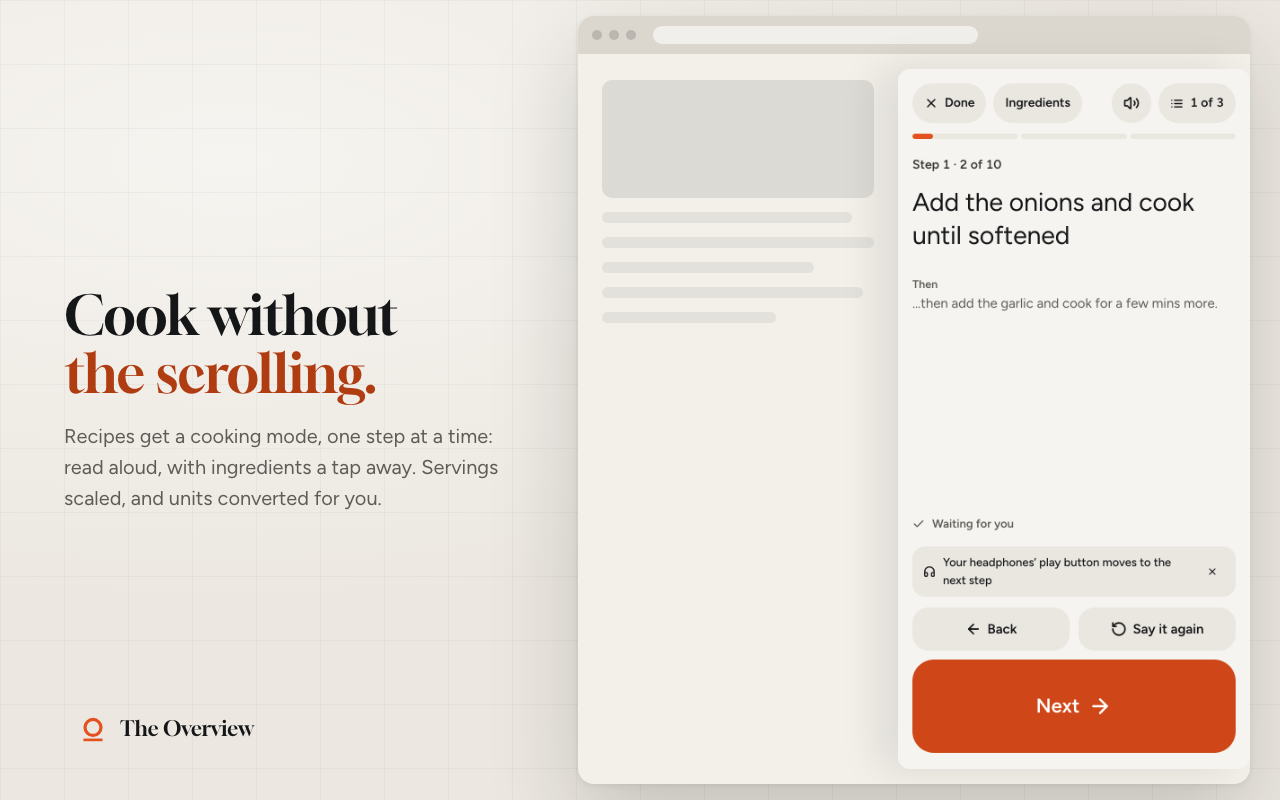 Cook without
the scrolling.
Recipes get a cooking mode, one step at a time:
read aloud, with ingredients a tap away. Servings
scaled, and units converted for you.
The Overview
Done
Ingredients
1 of 3
Step 1 · 2 of 10
Add the onions and cook
until softened
Then
...then add the garlic and cook for a few mins more.
Waiting for you
Your headphones’ play button moves to the
next step
Back
Say it again
Next